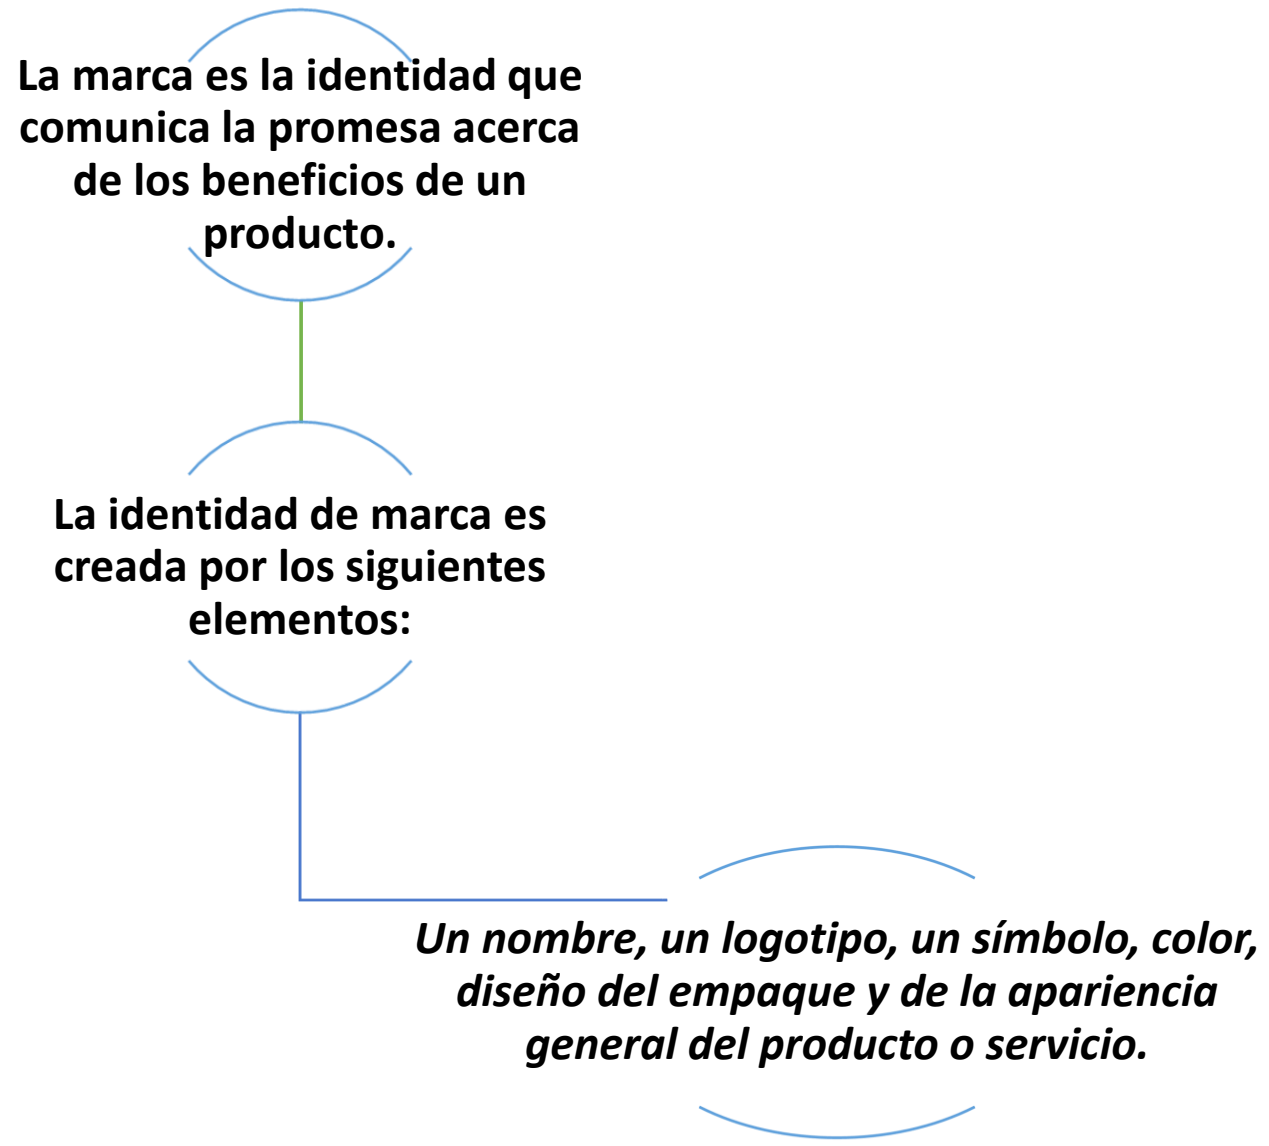 La marca es la identidad que
comunica la promesa acerca
de los beneficios de un
producto.
La identidad de marca es
creada por los siguientes
elementos:
Un nombre, un logotipo, un símbolo, color,
diseño del empaque y de la apariencia
general del producto o servicio.